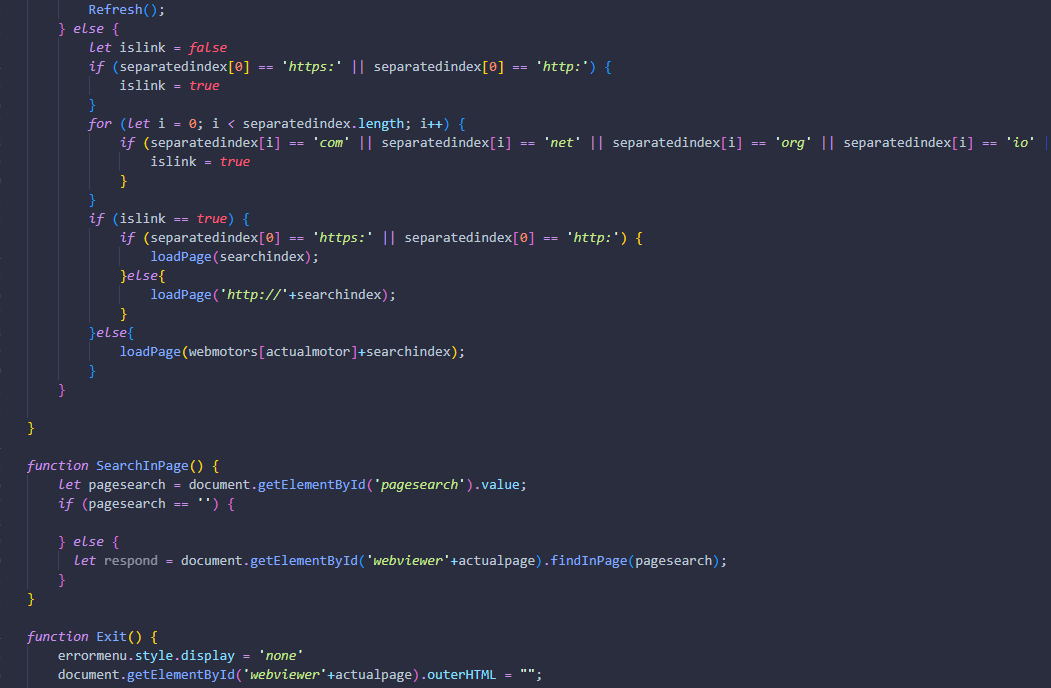 Refresh();
} else {
let islink = false
if (separatedindex[0] == 'https:' || separatedindex[0] == 'http:') {
islink = true
}
for (let i = 0; i < separatedindex.length; i++) {
if (separatedindex[i] == 'com' || separatedindex[i] == 'net' || separatedindex[i] == 'org' || separatedindex[i] == 'io' |
islink = true
}
}
if (islink == true) {
if (separatedindex[0] == 'https:' || separatedindex[0] == 'http:') {
loadPage(searchindex);
}else{
loadPage('http://'+searchindex);
}
}else{
loadPage(webmotors[actualmotor]+searchindex);
}
}
}
function SearchInPage() {
let pagesearch = document.getElementById('pagesearch').value;
if (pagesearch == '') {
} else {
let respond = document.getElementById('webviewer'+actualpage).findInPage(pagesearch);
}
}
function Exit() {
errormenu.style.display = 'none'
document.getElementById('webviewer'+actualpage).outerHTML = "";